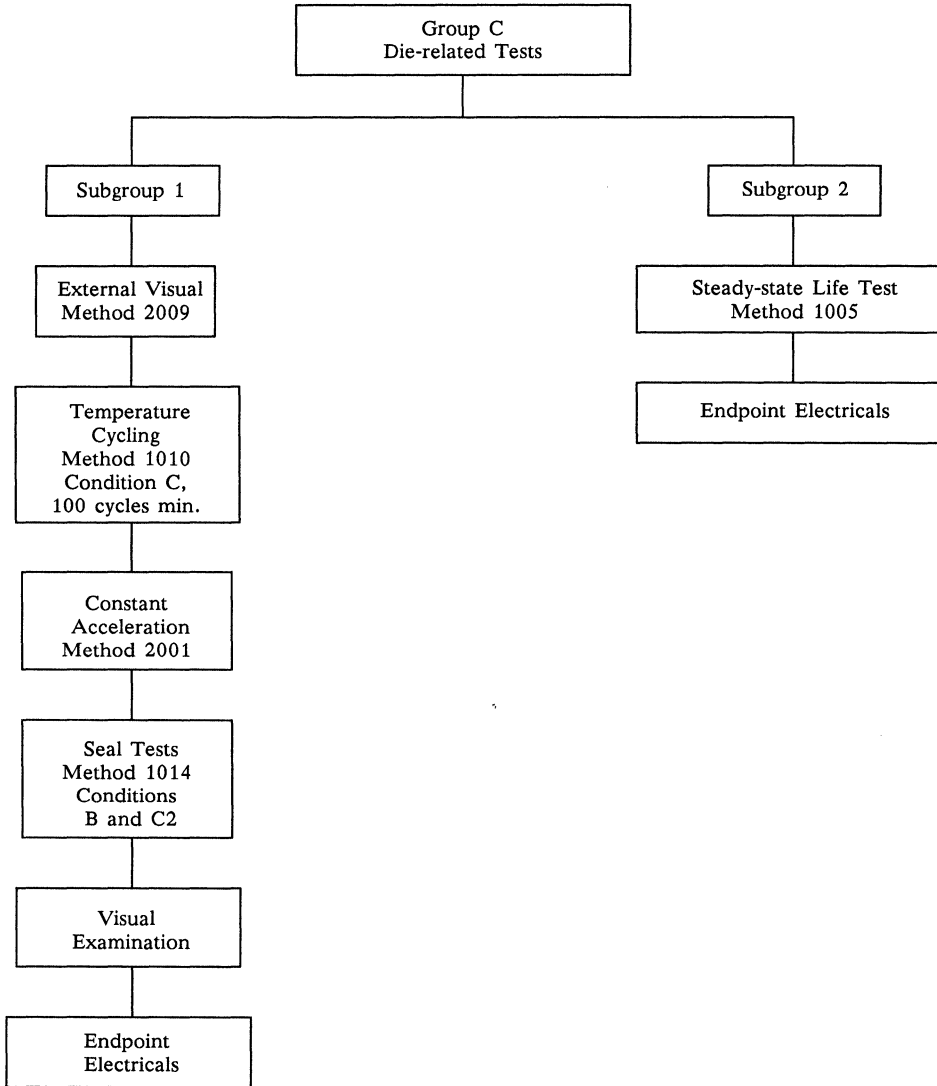 Group C
Die-related Tests
Subgroup 1
Subgroup 2
External Visual
Method 2009
Steady-state Life Test
Method 1005
Temperature
Cycling
Method 1010
Condition C,
100 cycles min.
Endpoint Electricals
Constant
Acceleration
Method 2001
Seal Tests
Method 1014
Conditions
B and C2
Visual
Examination
Endpoint
Electricals